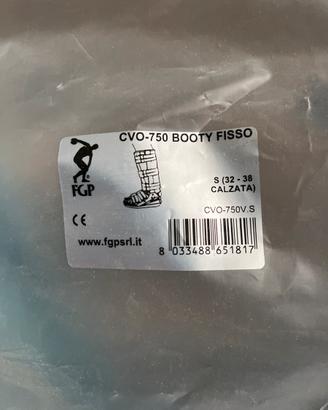 CVO-750 BOOTY FISSO
FGP
S (32 - 38
CALZATA)
CVO-750V.S
CE
www.fgpsrl.it
8 033488 651817